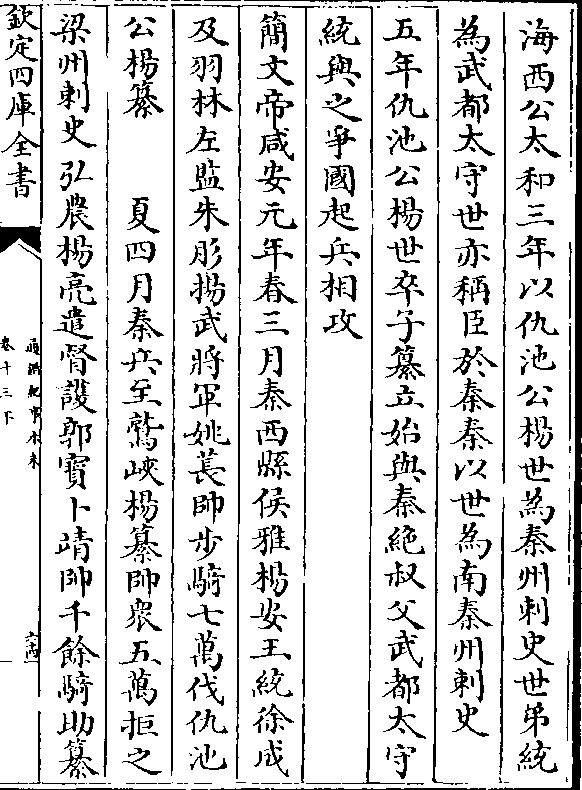 海西公太和三年以仇池公楊世為秦州刺史世弟統
為武都太守世亦稱臣於秦秦以世為南秦州刺史
五年仇池公楊世卒子纂立始與秦絶叔父武都太守
統與之爭國起兵相攻
簡文帝咸安元年春三月秦西縣侯雅楊安王統徐成
及羽林左監朱肜揚武將軍姚萇帥步騎七萬伐仇池
公楊纂　夏四月秦兵至鷲峽楊纂帥衆五萬拒之
梁州刺史弘農楊亮遣督護郭寶卜靖帥千餘騎助纂
欽定四庫全書
通鑑紀事本末
卷十三下